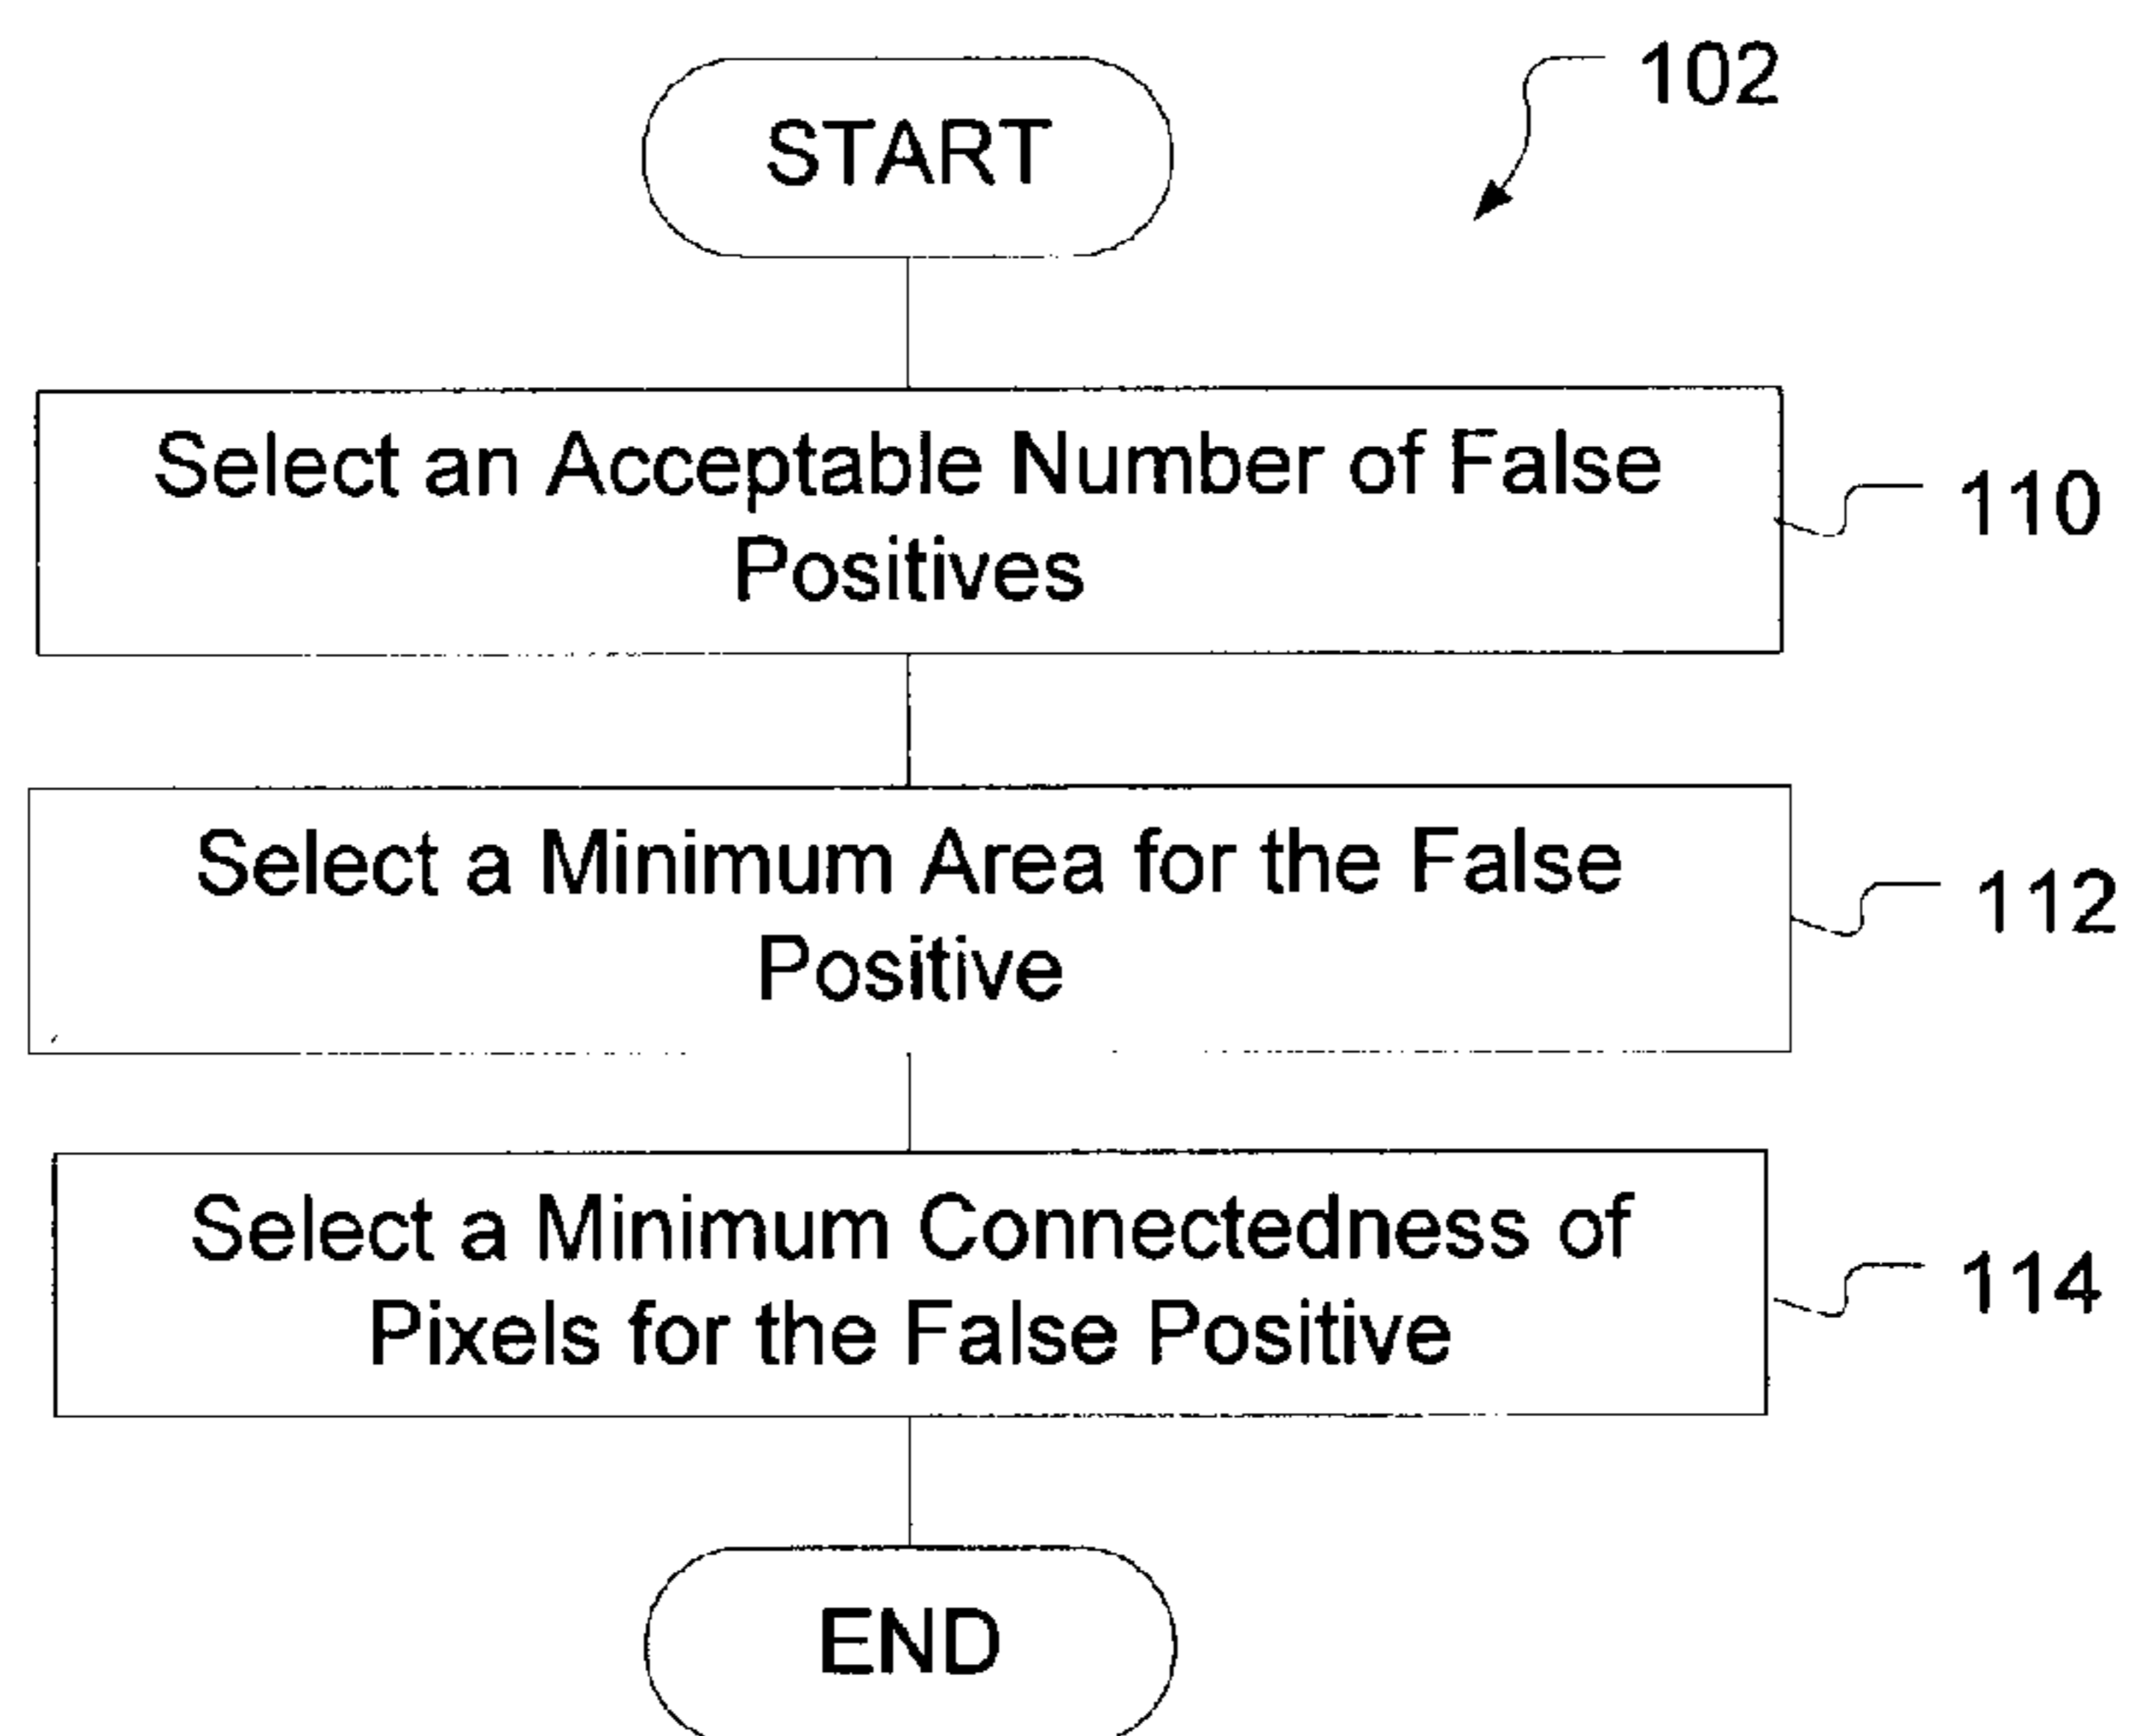 START
102
Select an Acceptable Number of False
Positives
110
Select a Minimum Area for the False
Positive
112
Select a Minimum Connectedness of
Pixels for the False Positive
114
END